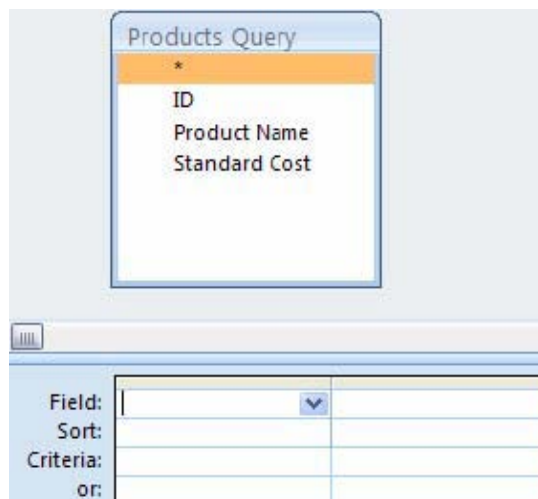 Products Query
*
ID
Product Name
Standard Cost
Field:
Sort:
Criteria:
or: